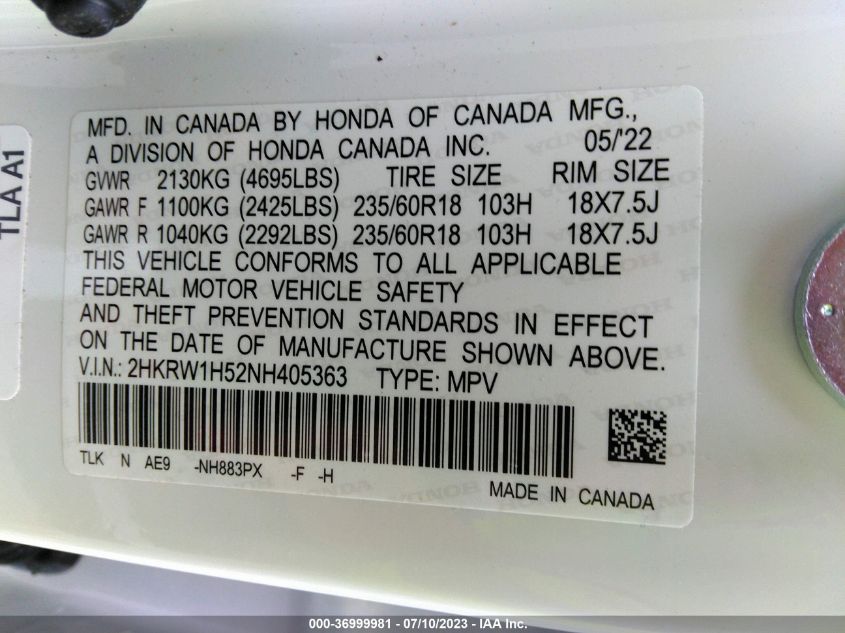 TLA A1
MFD. IN CANADA BY HONDA OF CANADA MFG.,
A DIVISION OF HONDA CANADA INC. 05/'22
GVWR 2130KG (4695LBS) TIRE SIZE RIM SIZE
GAWR F 1100KG (2425LBS) 235/60R18 103H 18X7.5J
GAWR R 1040KG (2292LBS) 235/60R18 103H 18X7.5J
THIS VEHICLE CONFORMS TO ALL APPLICABLE
FEDERAL MOTOR VEHICLE SAFETY
AND THEFT PREVENTION STANDARDS IN EFFECT
ON THE DATE OF MANUFACTURE SHOWN ABOVE.
V.I.N.: 2HKRW1H52NH405363 TYPE: MPV
TLK N AE9 -NH883PX -F -H
MADE IN CANADA
000-36999981 - 07/10/2023 - IAA Inc.